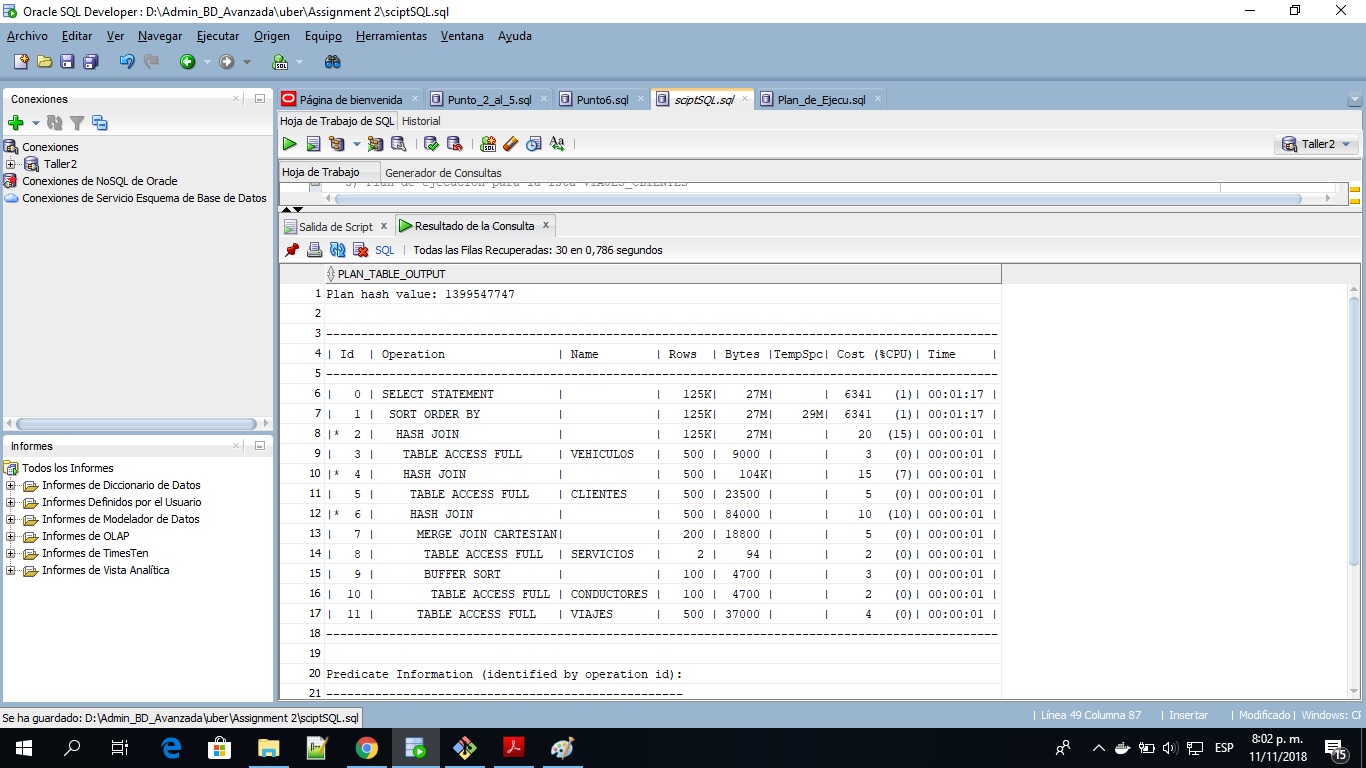 Oracle SQL Developer : D:\Admin_BD_Avanzada\uber\Assignment 2\sciptSQL.sql
Archivo Editar Ver Navegar Ejecutar Origen Equipo Herramientas Ventana Ayuda
Conexiones
Conexiones
Taller2
Conexiones de NoSQL de Oracle
Conexiones de Servicio Esquema de Base de Datos
Informes
Todos los Informes
Informes de Diccionario de Datos
Informes Definidos por el Usuario
Informes de Modelador de Datos
Informes de OLAP
Informes de TimesTen
Informes de Vista Analítica
Página de bienvenida Punto_2_al_5.sql Punto6.sql sciptSQL.sql Plan_de_Ejecu.sql
Hoja de Trabajo de SQL Historial
Taller2
Hoja de Trabajo Generador de Consultas
5) Plan de ejecucion para la lsta VIAJES_CLIENTES
Salida de Script x Resultado de la Consulta x
SQL | Todas las Filas Recuperadas: 30 en 0,786 segundos
PLAN_TABLE_OUTPUT
1 Plan hash value: 1399547747
2
3 ------------------------------------------------------------------------------------------------
4 | Id | Operation | Name | Rows | Bytes |TempSpc| Cost (%CPU)| Time |
5 ------------------------------------------------------------------------------------------------
6 | 0 | SELECT STATEMENT | | 125K| 27M| | 6341 (1)| 00:01:17 |
7 | 1 | SORT ORDER BY | | 125K| 27M| 29M| 6341 (1)| 00:01:17 |
8 |* 2 | HASH JOIN | | 125K| 27M| | 20 (15)| 00:00:01 |
9 | 3 | TABLE ACCESS FULL | VEHICULOS | 500 | 9000 | | 3 (0)| 00:00:01 |
10 |* 4 | HASH JOIN | | 500 | 104K| | 15 (7)| 00:00:01 |
11 | 5 | TABLE ACCESS FULL | CLIENTES | 500 | 23500 | | 5 (0)| 00:00:01 |
12 |* 6 | HASH JOIN | | 500 | 84000 | | 10 (10)| 00:00:01 |
13 | 7 | MERGE JOIN CARTESIAN| | 200 | 18800 | | 5 (0)| 00:00:01 |
14 | 8 | TABLE ACCESS FULL | SERVICIOS | 2 | 94 | | 2 (0)| 00:00:01 |
15 | 9 | BUFFER SORT | | 100 | 4700 | | 3 (0)| 00:00:01 |
16 | 10 | TABLE ACCESS FULL | CONDUCTORES | 100 | 4700 | | 2 (0)| 00:00:01 |
17 | 11 | TABLE ACCESS FULL | VIAJES | 500 | 37000 | | 4 (0)| 00:00:01 |
18 ------------------------------------------------------------------------------------------------
19
20 Predicate Information (identified by operation id):
21 ---------------------------------------------------
Se ha guardado: D:\Admin_BD_Avanzada\uber\Assignment 2\sciptSQL.sql
| Línea 49 Columna 87 | Insertar | Modificado | Windows: CF
ESP
8:02 p. m.
11/11/2018
15